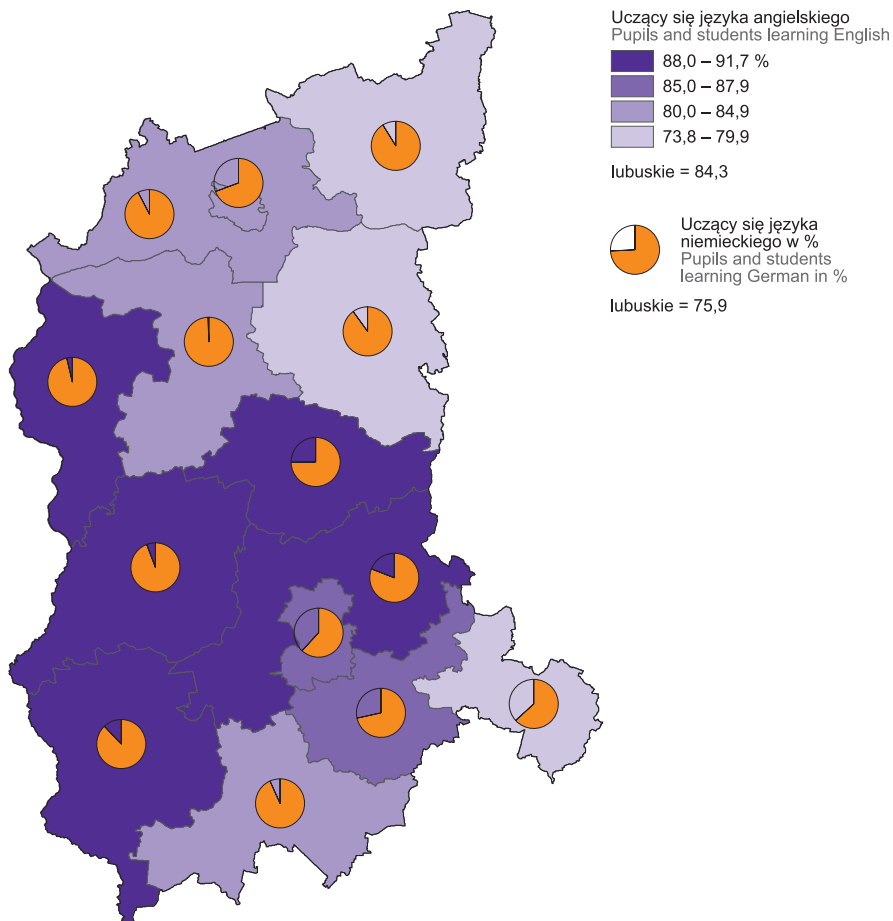 Uczący się języka angielskiego
Pupils and students learning English
88,0 – 91,7 %
85,0 – 87,9
80,0 – 84,9
73,8 – 79,9
lubuskie = 84,3
Uczący się języka
niemieckiego w %
Pupils and students
learning German in %
lubuskie = 75,9